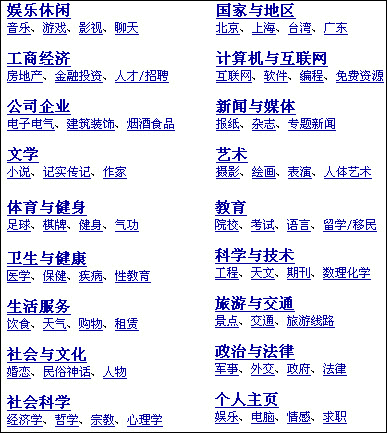 娱乐休闲
音乐、游戏、影视、聊天
工商经济
房地产、金融投资、人才/招聘
公司企业
电子电气、建筑装饰、烟酒食品
文学
小说、记实传记、作家
体育与健身
足球、棋牌、健身、气功
卫生与健康
医学、保健、疾病、性教育
生活服务
饮食、天气、购物、租赁
社会与文化
婚恋、民俗神话、人物
社会科学
经济学、哲学、宗教、心理学
国家与地区
北京、上海、台湾、广东
计算机与互联网
互联网、软件、编程、免费资源
新闻与媒体
报纸、杂志、专题新闻
艺术
摄影、绘画、表演、人体艺术
教育
院校、考试、语言、留学/移民
科学与技术
工程、天文、期刊、数理化学
旅游与交通
景点、交通、旅游线路
政治与法律
军事、外交、政府、法律
个人主页
娱乐、电脑、情感、求职